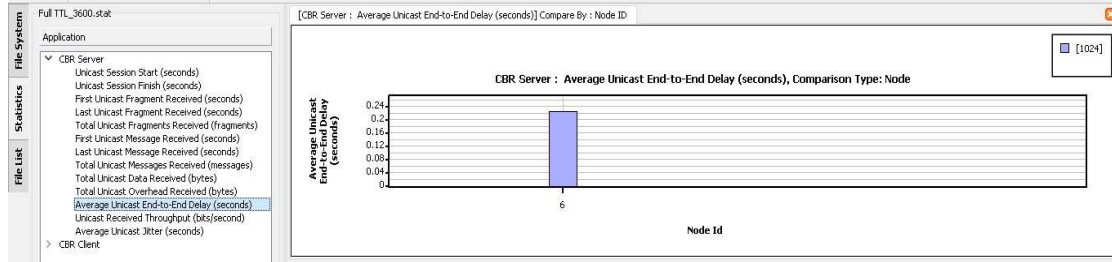 Full TTL_3600.stat
Application
CBR Server
Unicast Session Start (seconds)
Unicast Session Finish (seconds)
First Unicast Fragment Received (seconds)
Last Unicast Fragment Received (seconds)
Total Unicast Fragments Received (fragments)
First Unicast Message Received (seconds)
Last Unicast Message Received (seconds)
Total Unicast Messages Received (messages)
Total Unicast Data Received (bytes)
Total Unicast Overhead Received (bytes)
Average Unicast End-to-End Delay (seconds)
Unicast Received Throughput (bits/second)
Average Unicast Jitter (seconds)
CBR Client
File System
Statistics
File List
[CBR Server : Average Unicast End-to-End Delay (seconds)] Compare By : Node ID
[1024]
CBR Server : Average Unicast End-to-End Delay (seconds), Comparison Type: Node
Average Unicast
End-to-End Delay
(seconds)
0.24
0.2
0.16
0.12
0.08
0.04
0
6
Node Id